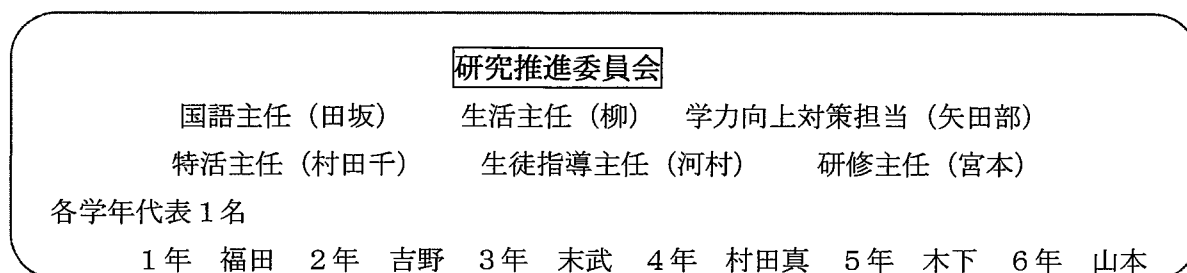 研究推進委員会
国語主任（田坂） 生活主任（柳） 学力向上対策担当（矢田部）
特活主任（村田千） 生徒指導主任（河村） 研修主任（宮本）
各学年代表１名
１年 福田 ２年 吉野 ３年 末武 ４年 村田真 ５年 木下 ６年 山本